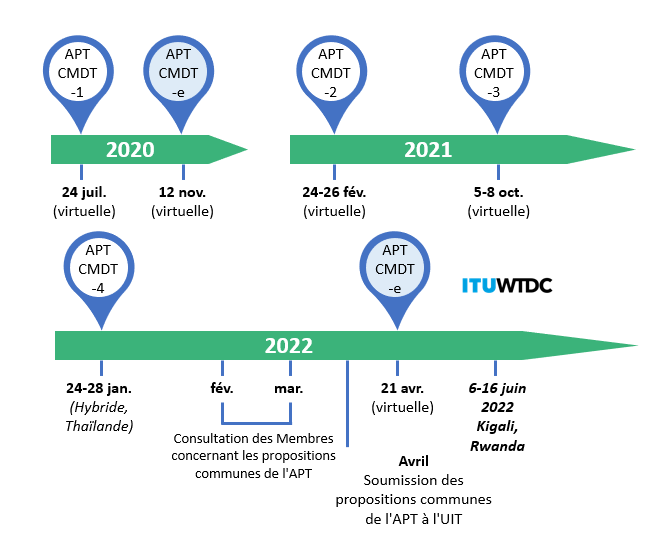 APT
CMDT
-1
APT
CMDT
-e
APT
CMDT
-2
APT
CMDT
-3
2020
2021
24 juil.
(virtuelle)
12 nov.
(virtuelle)
24-26 fév.
(virtuelle)
5-8 oct.
(virtuelle)
APT
CMDT
-4
APT
CMDT
-e
ITUWTDC
2022
24-28 jan.
(Hybride,
Thaïlande)
fév.
mar.
21 avr.
(virtuelle)
6-16 juin
2022
Kigali,
Rwanda
Consultation des Membres
concernant les propositions
communes de l'APT
Avril
Soumission des
propositions communes
de l'APT à l'UIT